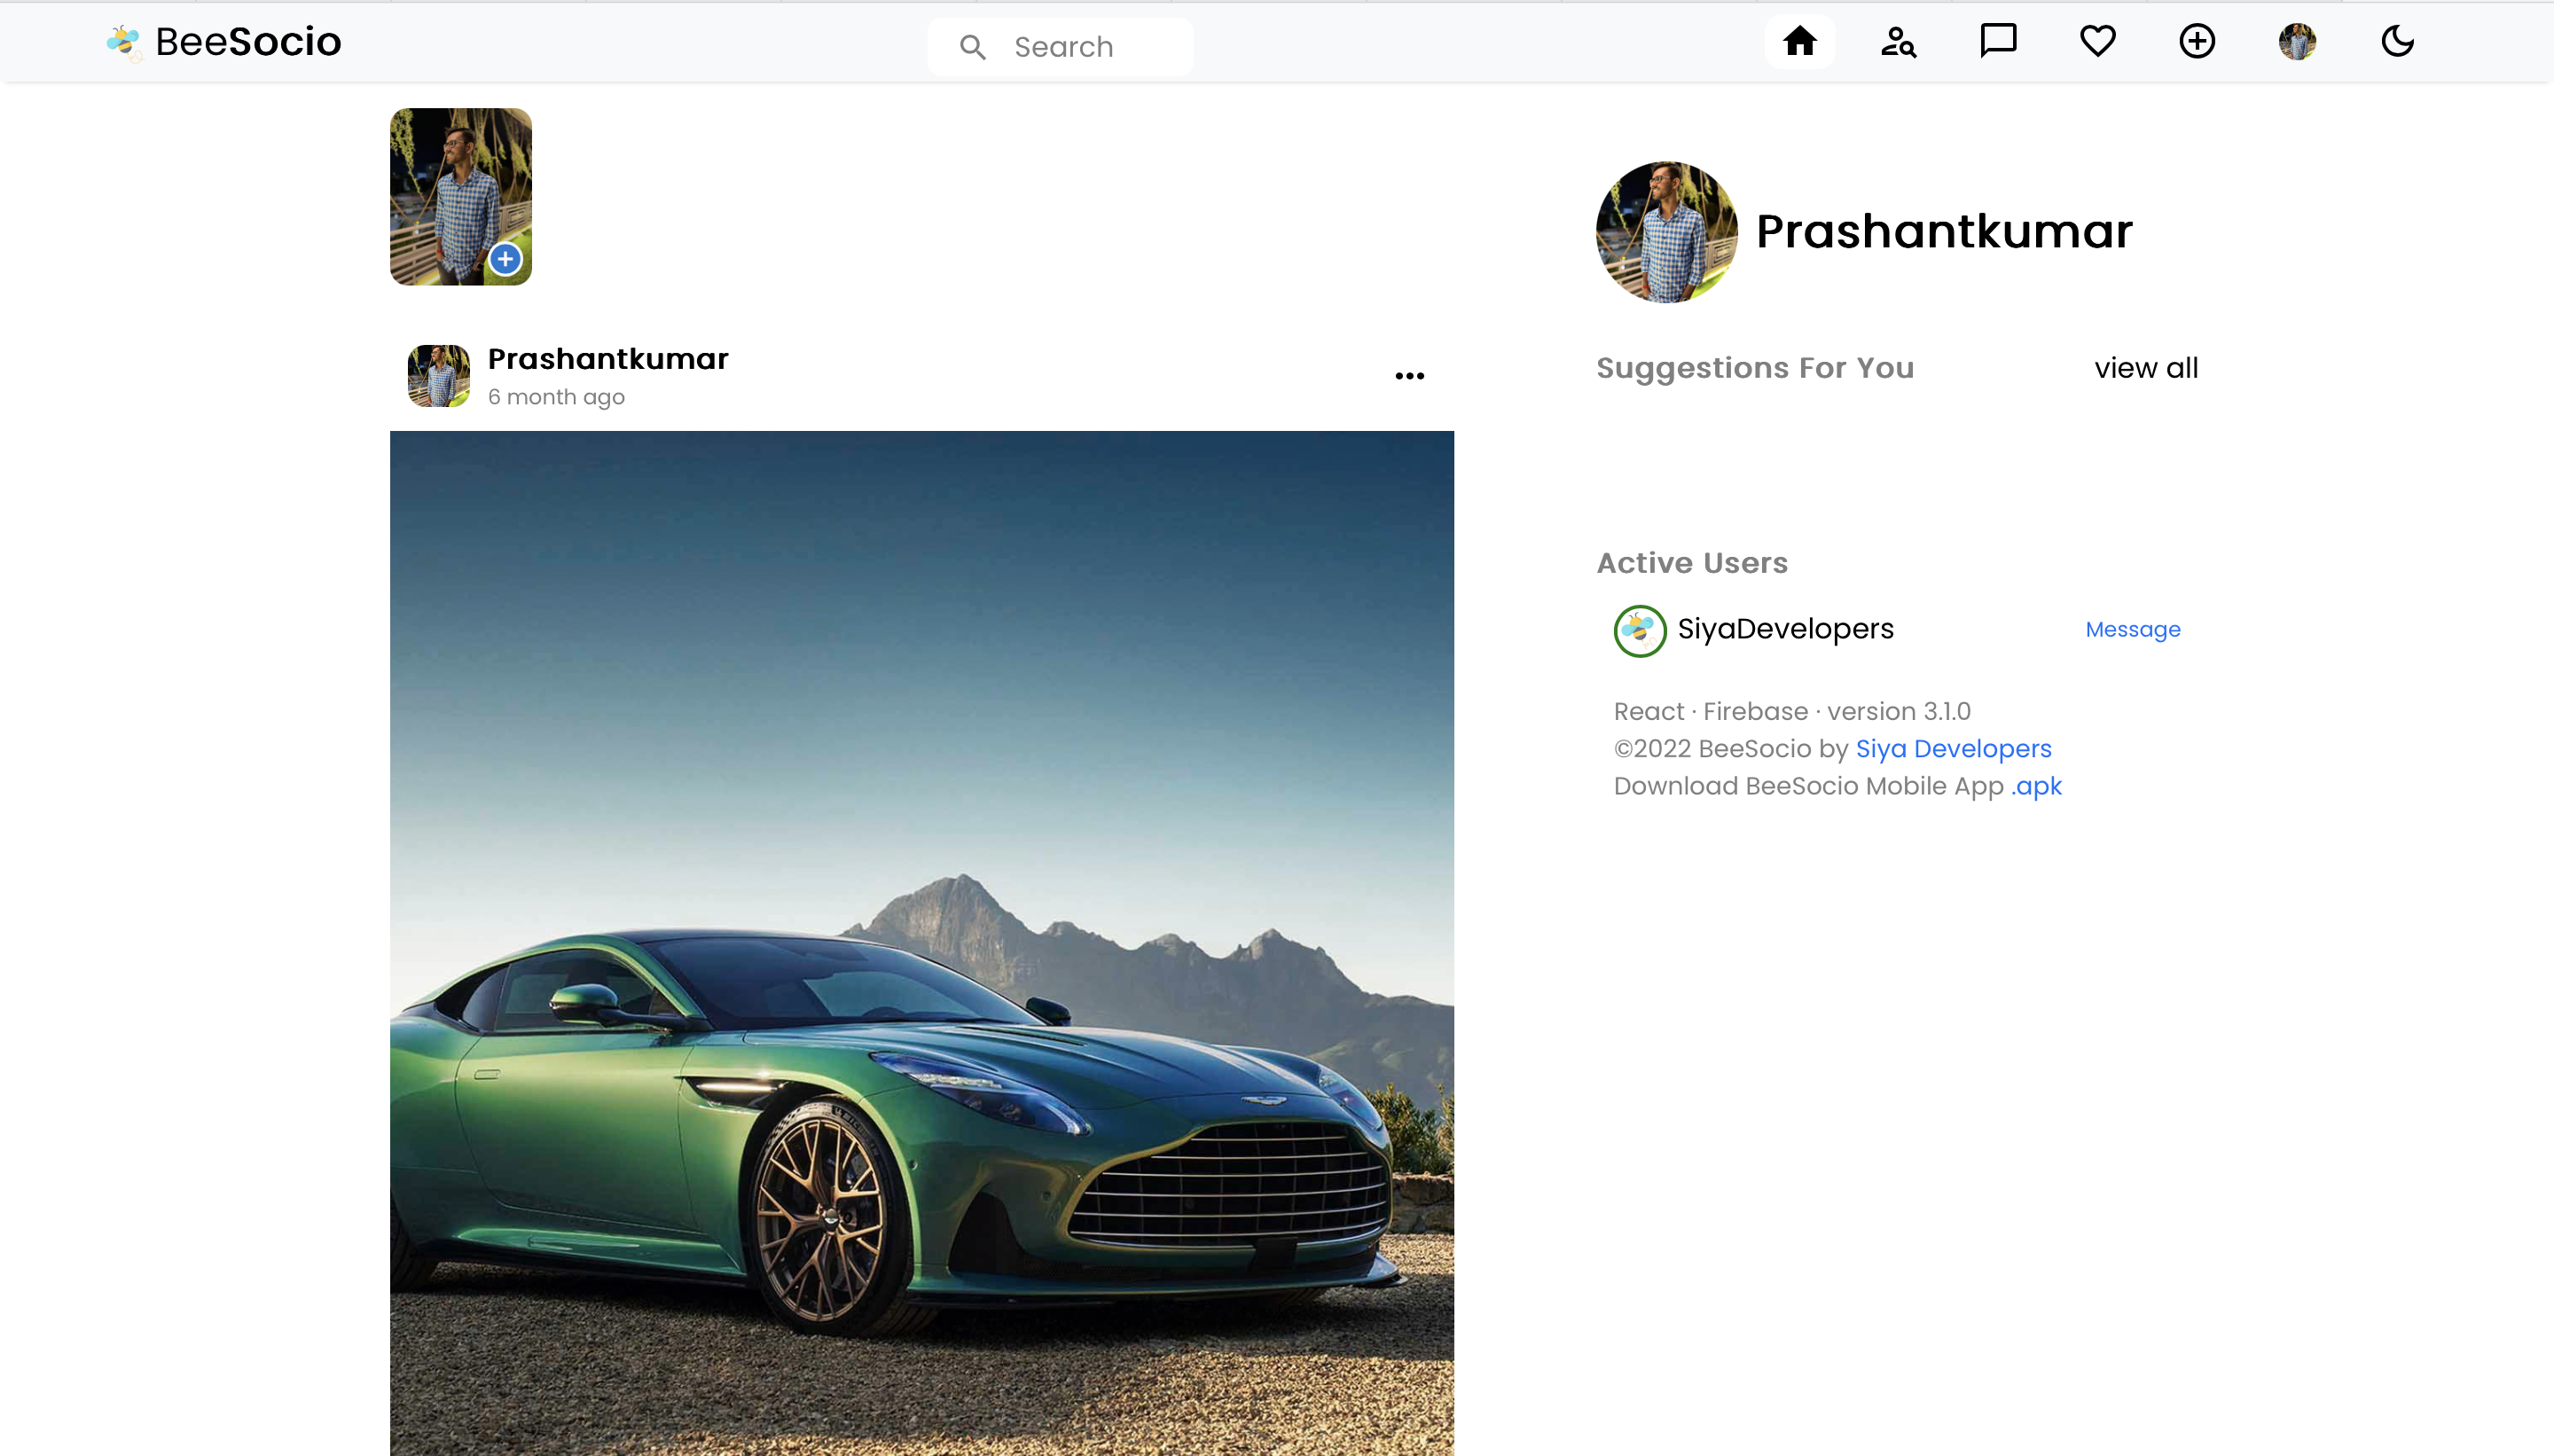 BeeSocio
Search
Prashantkumar
6 month ago
Prashantkumar
Suggestions For You
view all
Active Users
SiyaDevelopers
Message
React · Firebase · version 3.1.0
©2022 BeeSocio by Siya Developers
Download BeeSocio Mobile App .apk